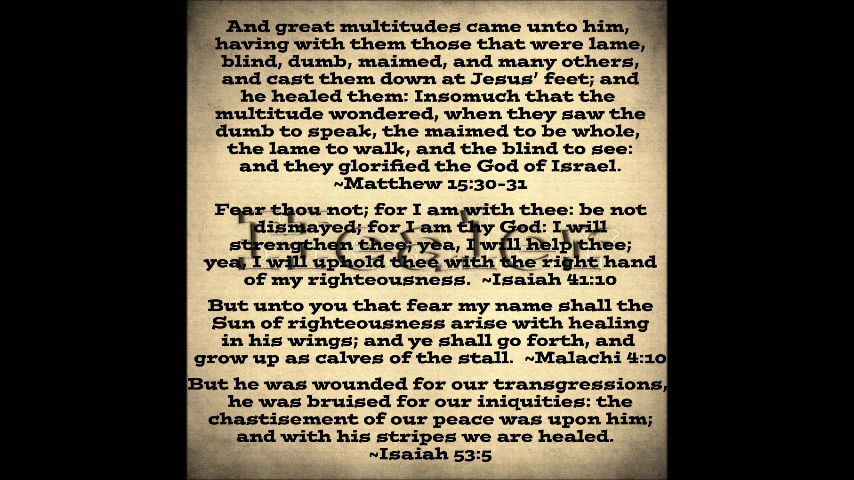 And great multitudes came unto him,
having with them those that were lame,
blind, dumb, maimed, and many others,
and cast them down at Jesus' feet; and
he healed them: Insomuch that the
multitude wondered, when they saw the
dumb to speak, the maimed to be whole,
the lame to walk, and the blind to see:
and they glorified the God of Israel.
~Matthew 15:30-31
Fear thou not; for I am with thee: be not
dismayed; for I am thy God: I will
strengthen thee; yea, I will help thee;
yea, I will uphold thee with the right hand
of my righteousness. ~Isaiah 41:10
But unto you that fear my name shall the
Sun of righteousness arise with healing
in his wings; and ye shall go forth, and
grow up as calves of the stall. ~Malachi 4:10
But he was wounded for our transgressions,
he was bruised for our iniquities: the
chastisement of our peace was upon him;
and with his stripes we are healed.
~Isaiah 53:5